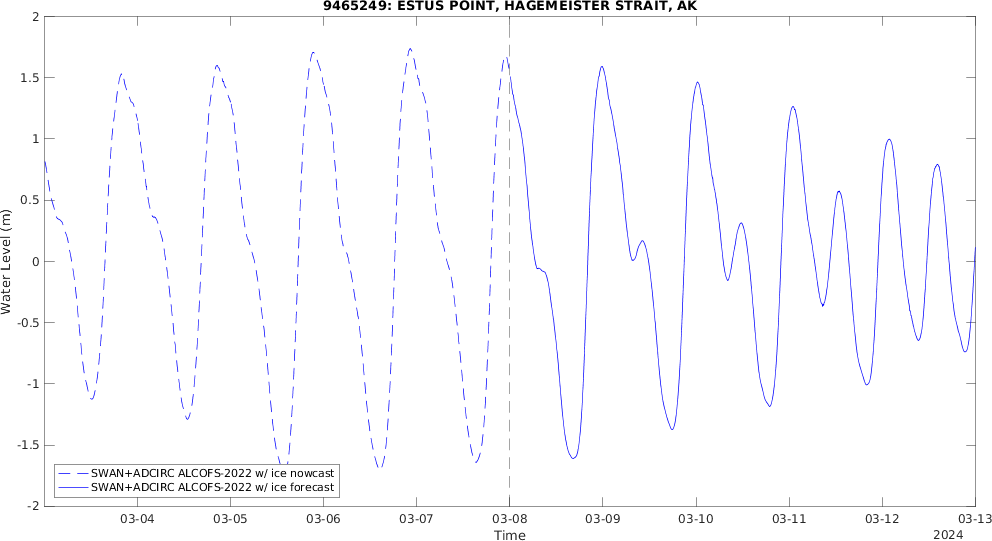 9465249: ESTUS POINT, HAGEMEISTER STRAIT, AK
2
1.5
1
0.5
0
-0.5
-1
-1.5
-2
Water Level (m)
SWAN+ADCIRC ALCOFS-2022 w/ ice nowcast
SWAN+ADCIRC ALCOFS-2022 w/ ice forecast
03-04 03-05 03-06 03-07 03-08 03-09 03-10 03-11 03-12 03-13
Time
2024